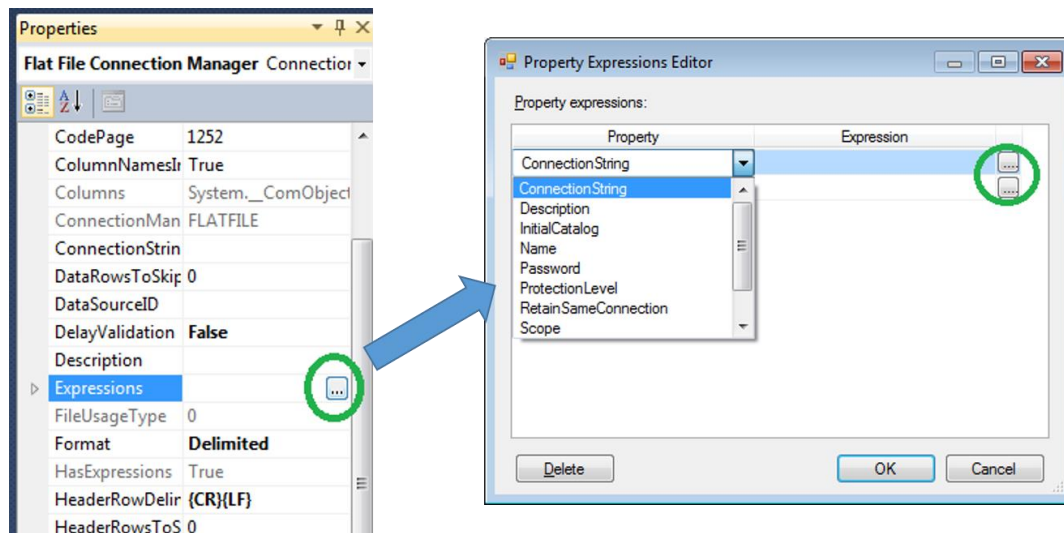 Properties
Flat File Connection Manager Connection
CodePage 1252
ColumnNamesIr True
Columns System.__ComObject
ConnectionMan FLATFILE
ConnectionStrin
DataRowsToSkip 0
DataSourceID
DelayValidation False
Description
Expressions ...
FileUsageType 0
Format Delimited
HasExpressions True
HeaderRowDelir {CR}{LF}
HeaderRowsToS 0
Property Expressions Editor
Property expressions:
Property Expression
ConnectionString ...
ConnectionString ...
Description
InitialCatalog
Name
Password
ProtectionLevel
RetainSameConnection
Scope
Delete OK Cancel